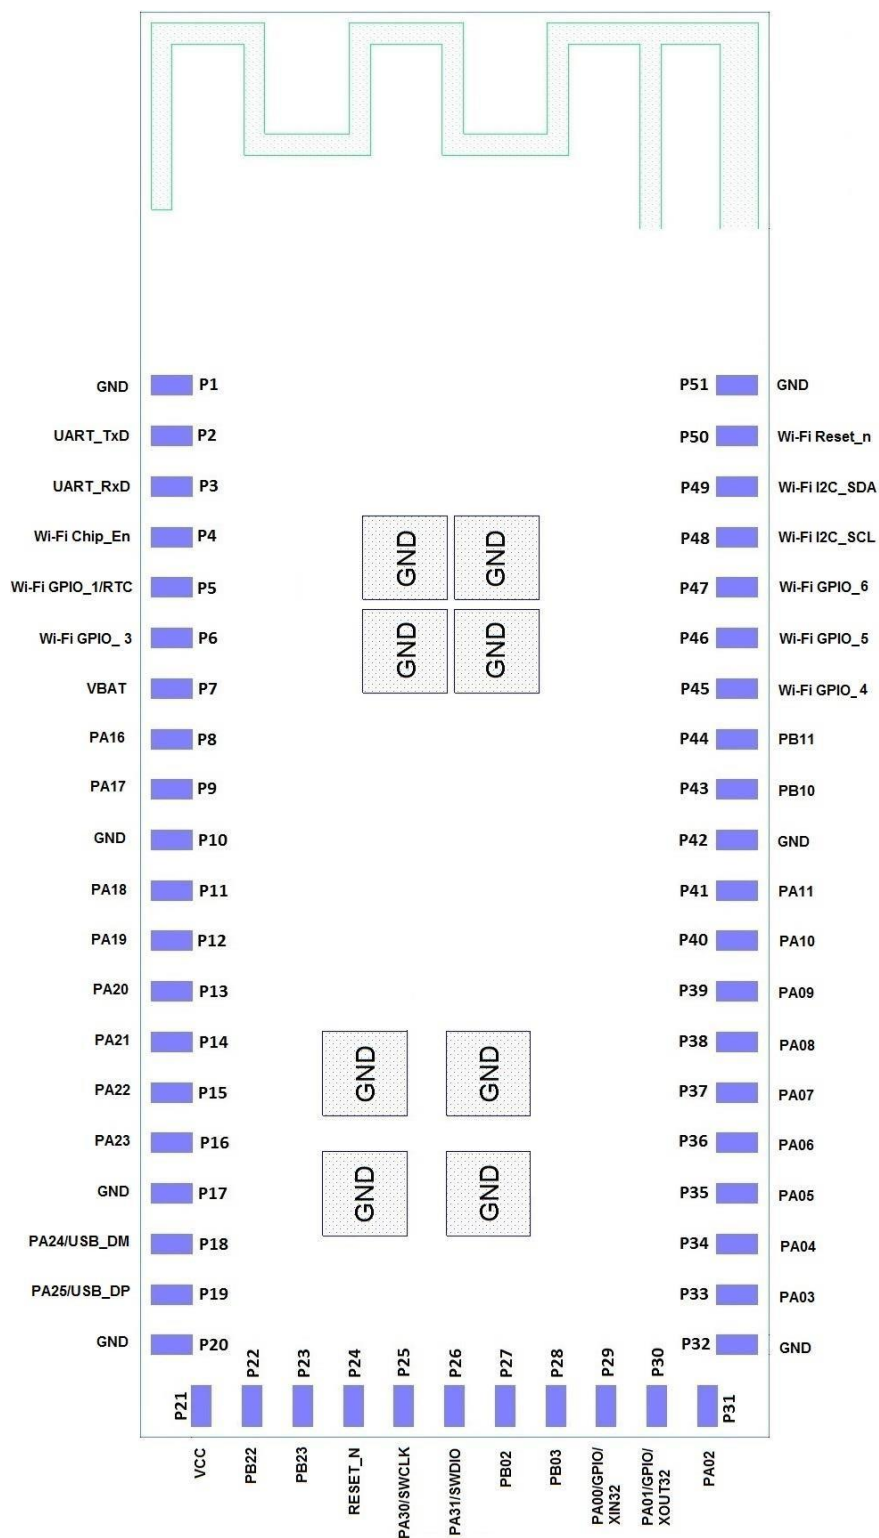 GND P1 P51 GND
UART_TxD P2 P50 Wi-Fi Reset_n
UART_RxD P3 P49 Wi-Fi I2C_SDA
Wi-Fi Chip_En P4 GND GND P48 Wi-Fi I2C_SCL
Wi-Fi GPIO_1/RTC P5 P47 Wi-Fi GPIO_6
Wi-Fi GPIO_ 3 P6 GND GND P46 Wi-Fi GPIO_5
VBAT P7 P45 Wi-Fi GPIO_4
PA16 P8 P44 PB11
PA17 P9 P43 PB10
GND P10 P42 GND
PA18 P11 P41 PA11
PA19 P12 P40 PA10
PA20 P13 P39 PA09
PA21 P14 P38 PA08
GND GND
PA22 P15 P37 PA07
PA23 P16 P36 PA06
GND P17 GND GND P35 PA05
PA24/USB_DM P18 P34 PA04
PA25/USB_DP P19 P33 PA03
GND P20 P32 GND
P21 P22 P23 P24 P25 P26 P27 P28 P29 P30 P31
VCC
PB22
PB23
RESET_N
PA30/SWCLK
PA31/SWDIO
PB02
PB03
PA00/GPIO/
XIN32
PA01/GPIO/
XOUT32
PA02